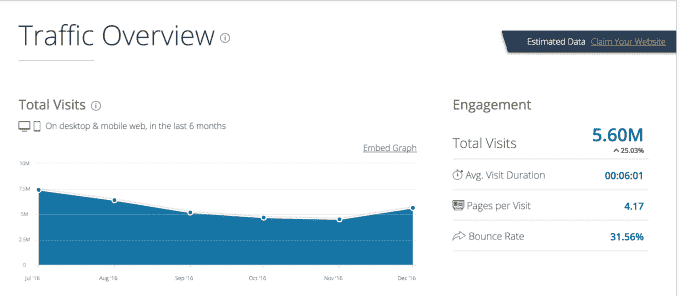 Traffic Overview
Estimated Data Claim Your Website
Total Visits
On desktop & mobile web, in the last 6 months
Embed Graph
10M
7.5M
5M
2.5M
0
Jul '16 Aug '16 Sep '16 Oct '16 Nov '16 Dec '16
Engagement
Total Visits 5.60M
25.03%
Avg. Visit Duration 00:06:01
Pages per Visit 4.17
Bounce Rate 31.56%